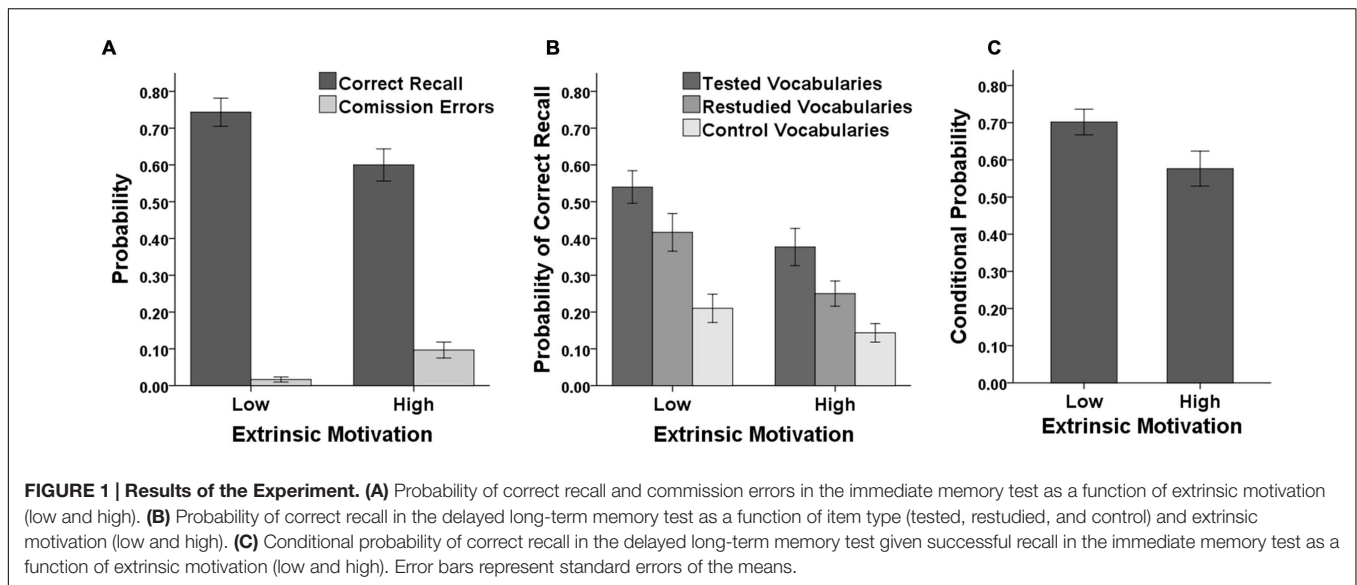 A
Correct Recall
Comission Errors
0.80
0.70
0.60
0.50
0.40
0.30
0.20
0.10
0.00
Probability
Low
High
Extrinsic Motivation
B
Tested Vocabularies
Restudied Vocabularies
Control Vocabularies
0.80
0.70
0.60
0.50
0.40
0.30
0.20
0.10
0.00
Probability of Correct Recall
Low
High
Extrinsic Motivation
C
0.80
0.70
0.60
0.50
0.40
0.30
0.20
0.10
0.00
Conditional Probability
Low
High
Extrinsic Motivation
FIGURE 1 | Results of the Experiment. (A) Probability of correct recall and commission errors in the immediate memory test as a function of extrinsic motivation
(low and high). (B) Probability of correct recall in the delayed long-term memory test as a function of item type (tested, restudied, and control) and extrinsic
motivation (low and high). (C) Conditional probability of correct recall in the delayed long-term memory test given successful recall in the immediate memory test as a
function of extrinsic motivation (low and high). Error bars represent standard errors of the means.